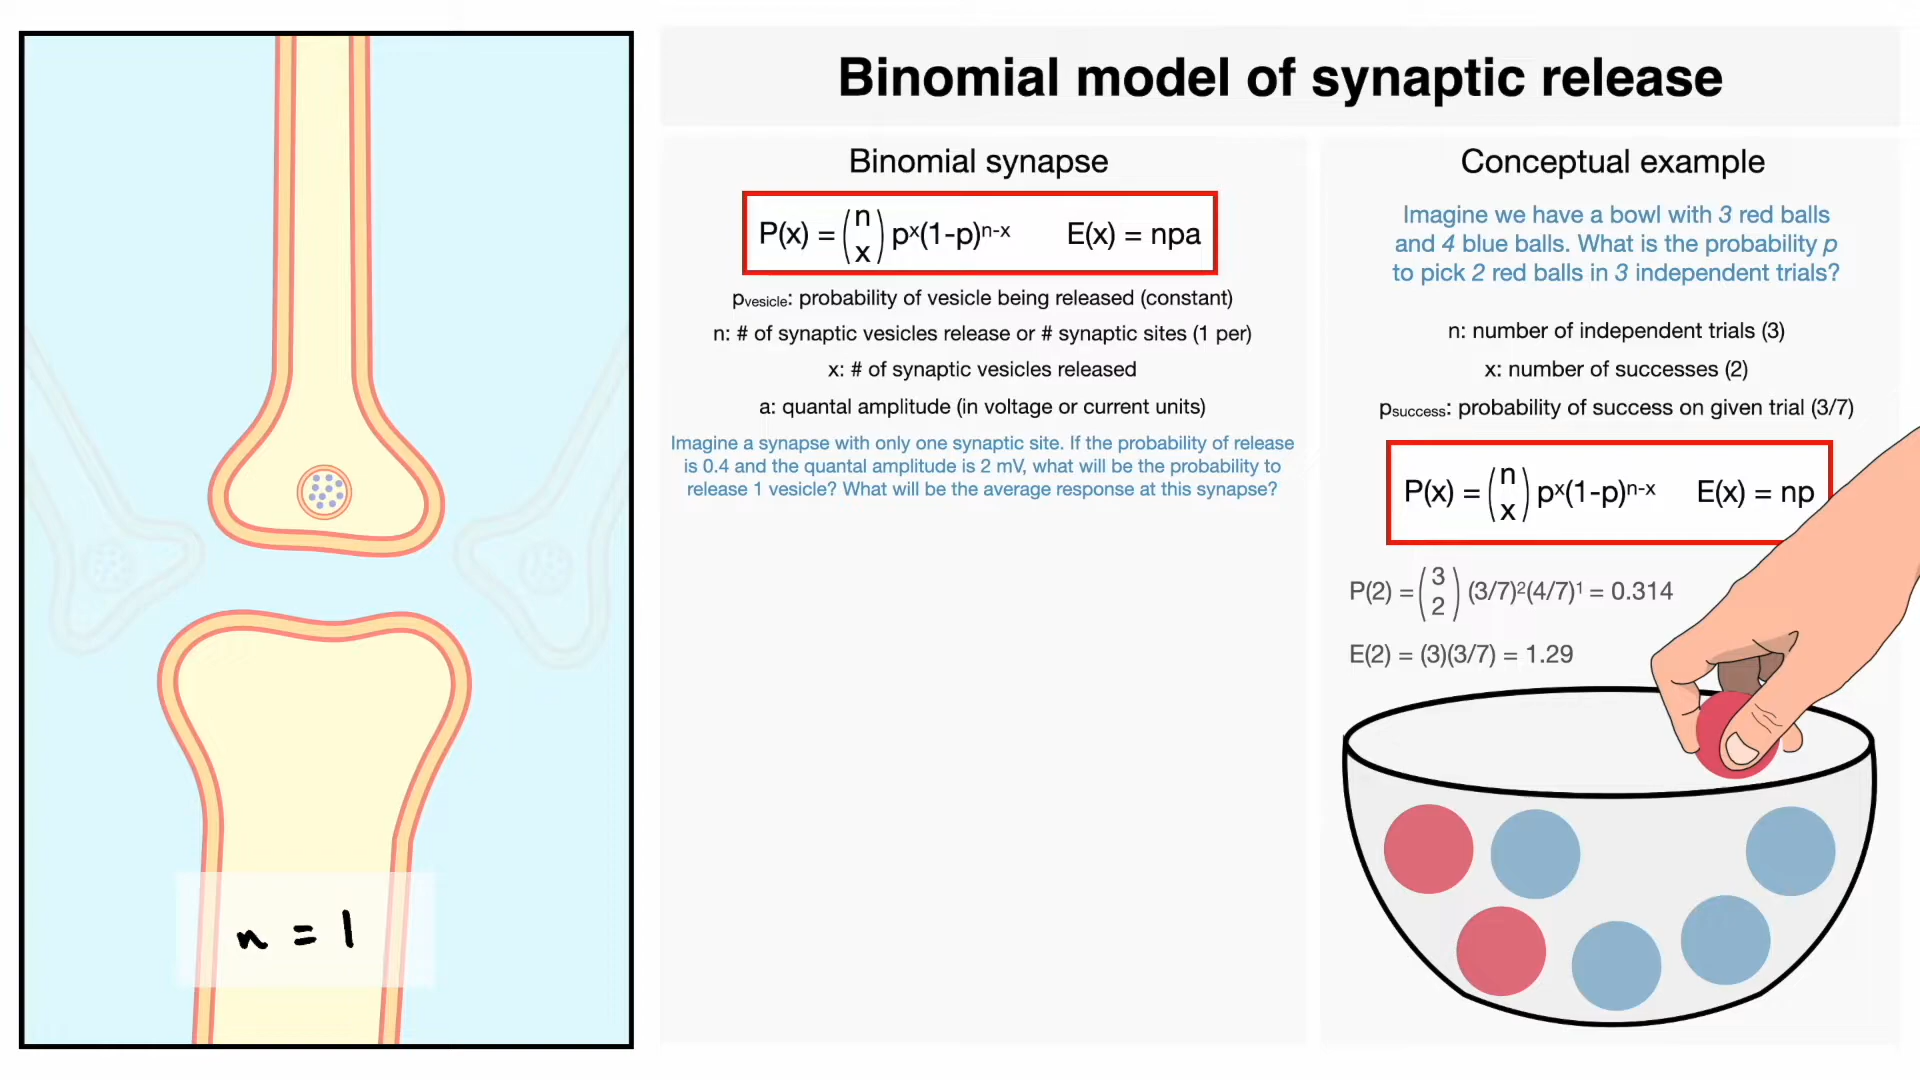 Binomial model of synaptic release
Binomial synapse
P(x) = (n x) pˣ(1-p)ⁿ⁻ˣ E(x) = npa
pvesicle: probability of vesicle being released (constant)
n: # of synaptic vesicles release or # synaptic sites (1 per)
x: # of synaptic vesicles released
a: quantal amplitude (in voltage or current units)
Imagine a synapse with only one synaptic site. If the probability of release
is 0.4 and the quantal amplitude is 2 mV, what will be the probability to
release 1 vesicle? What will be the average response at this synapse?
Conceptual example
Imagine we have a bowl with 3 red balls
and 4 blue balls. What is the probability p
to pick 2 red balls in 3 independent trials?
n: number of independent trials (3)
x: number of successes (2)
psuccess: probability of success on given trial (3/7)
P(x) = (n x) pˣ(1-p)ⁿ⁻ˣ E(x) = np
P(2) = (3 2) (3/7)²(4/7)¹ = 0.314
E(2) = (3)(3/7) = 1.29
n = 1